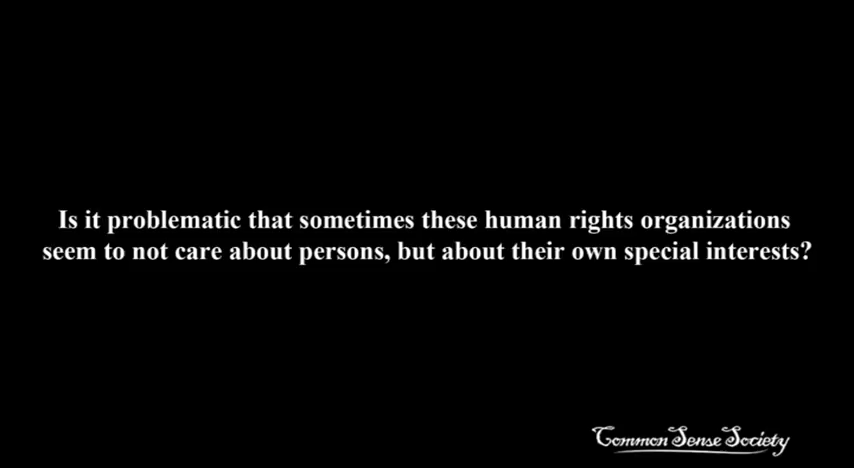 Is it problematic that sometimes these human rights organizations
seem to not care about persons, but about their own special interests?
Common Sense Society